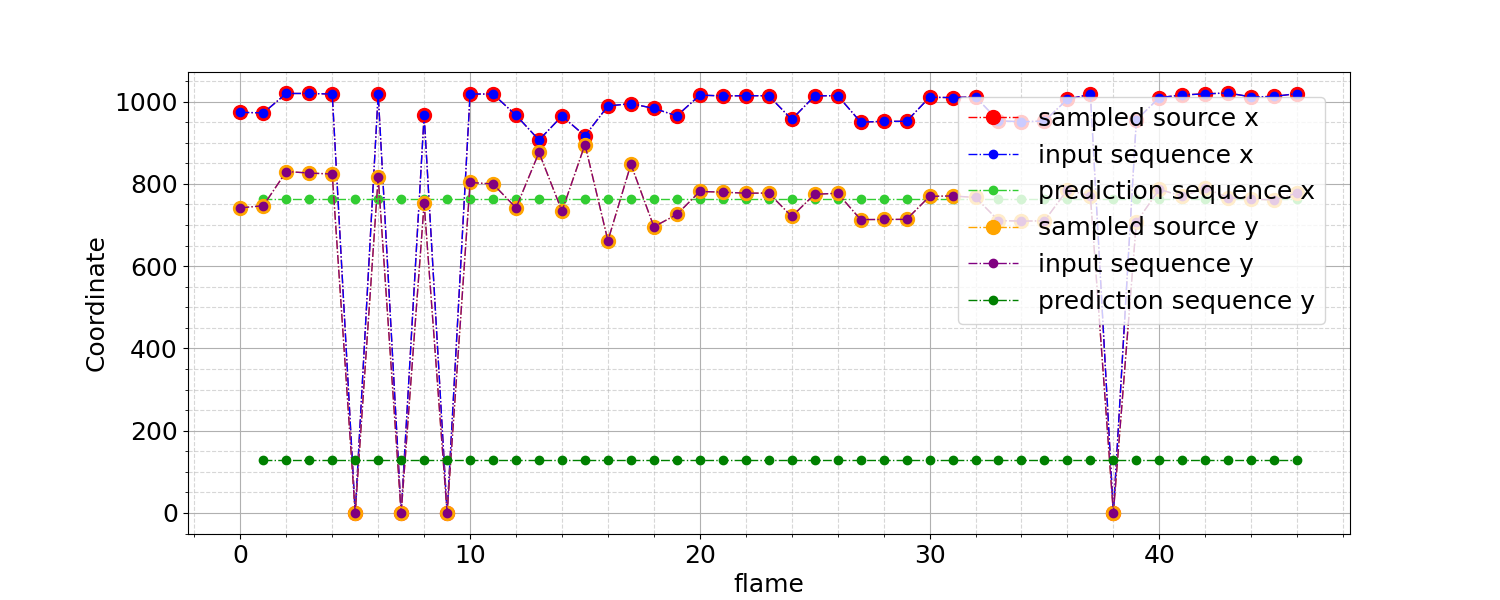 1000
800
600
400
200
0
Coordinate
0 10 20 30 40
flame
sampled source x
input sequence x
prediction sequence x
sampled source y
input sequence y
prediction sequence y